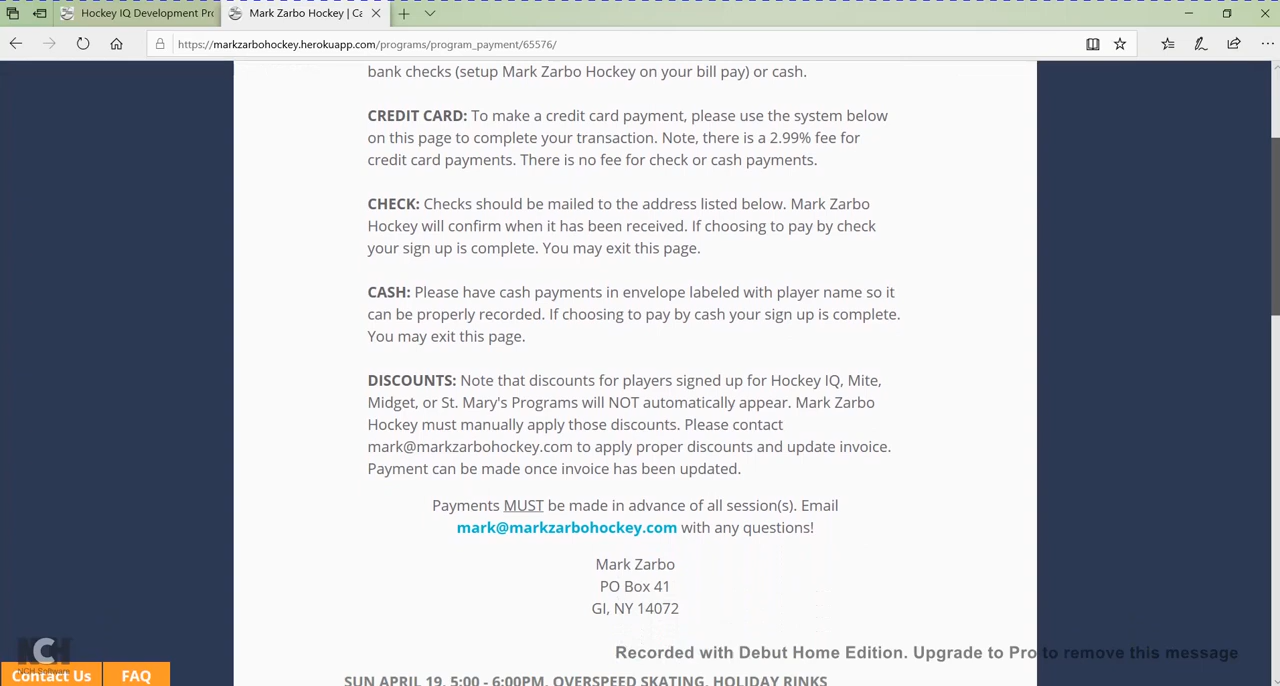 Hockey IQ Development Pr
Mark Zarbo Hockey | Ca
https://markzarbohockey.herokuapp.com/programs/program_payment/65576/
bank checks (setup Mark Zarbo Hockey on your bill pay) or cash.
CREDIT CARD: To make a credit card payment, please use the system below
on this page to complete your transaction. Note, there is a 2.99% fee for
credit card payments. There is no fee for check or cash payments.
CHECK: Checks should be mailed to the address listed below. Mark Zarbo
Hockey will confirm when it has been received. If choosing to pay by check
your sign up is complete. You may exit this page.
CASH: Please have cash payments in envelope labeled with player name so it
can be properly recorded. If choosing to pay by cash your sign up is complete.
You may exit this page.
DISCOUNTS: Note that discounts for players signed up for Hockey IQ, Mite,
Midget, or St. Mary's Programs will NOT automatically appear. Mark Zarbo
Hockey must manually apply those discounts. Please contact
mark@markzarbohockey.com to apply proper discounts and update invoice.
Payment can be made once invoice has been updated.
Payments MUST be made in advance of all session(s). Email
mark@markzarbohockey.com with any questions!
Mark Zarbo
PO Box 41
GI, NY 14072
NCH
NCH Software
Recorded with Debut Home Edition. Upgrade to Pro to remove this message
Contact Us
FAQ
SUN APRIL 19, 5:00 - 6:00PM, OVERSPEED SKATING, HOLIDAY RINKS